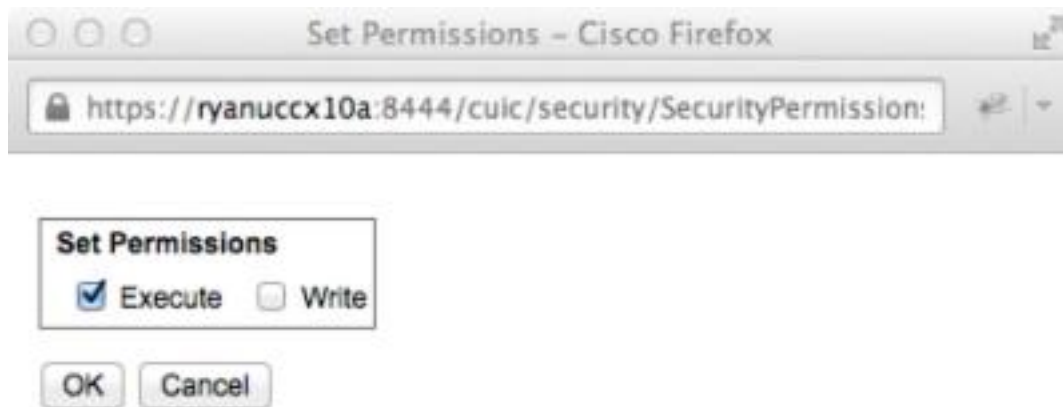 Set Permissions – Cisco Firefox
https://ryanuccx10a:8444/cuic/security/SecurityPermission
Set Permissions
Execute Write
OK Cancel